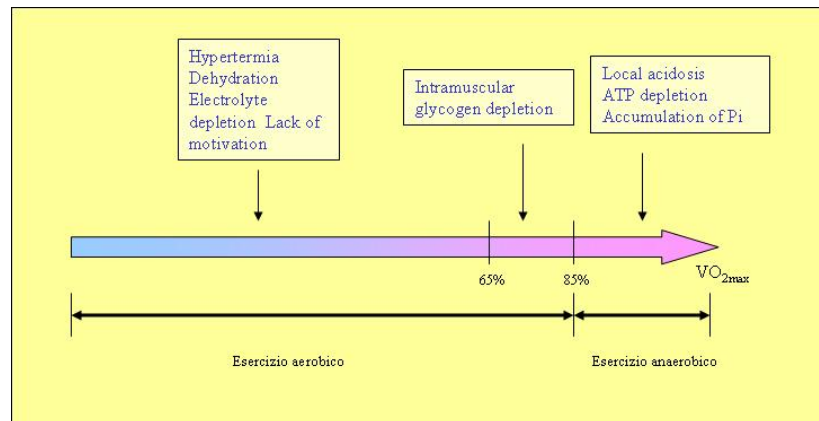 Hypertermia
Dehydration
Electrolyte
depletion Lack of
motivation
Intramuscular
glycogen depletion
Local acidosis
ATP depletion
Accumulation of Pi
65%
85%
VO2max
Esercizio aerobico
Esercizio anaerobico